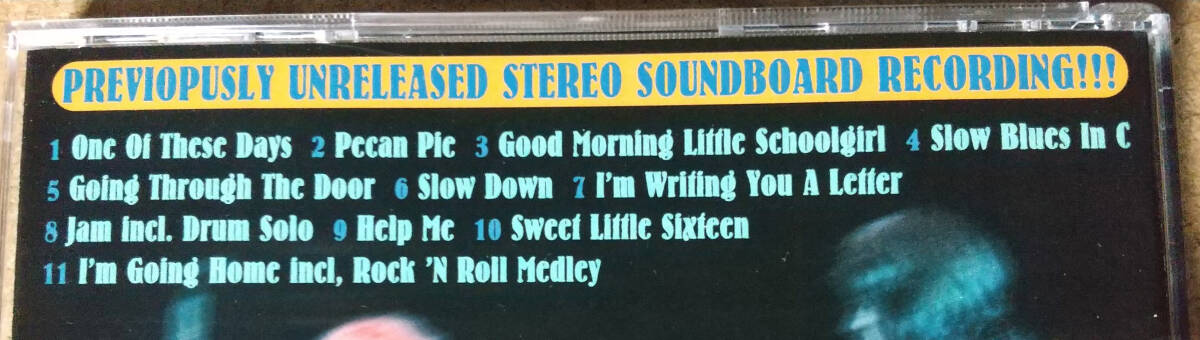 PREVIOPUSLY UNRELEASED STEREO SOUNDBOARD RECORDING!!!
1 One Of These Days 2 Pecan Pie 3 Good Morning Little Schoolgirl 4 Slow Blues In C
5 Going Through The Door 6 Slow Down 7 I'm Writing You A Letter
8 Jam incl. Drum Solo 9 Help Me 10 Sweet Little Sixteen
11 I'm Going Home incl, Rock 'N Roll Medley